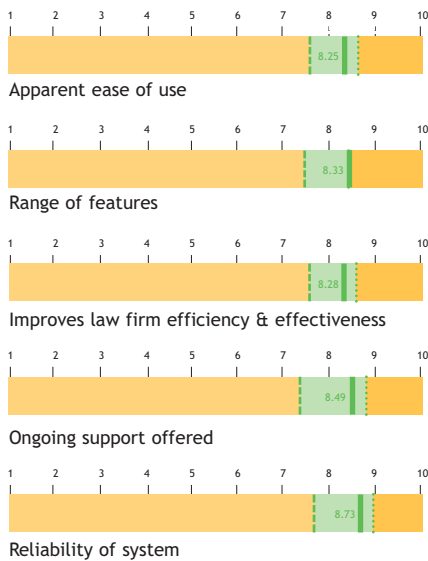 1 2 3 4 5 6 7 8 9 10
8.25
Apparent ease of use
1 2 3 4 5 6 7 8 9 10
8.33
Range of features
1 2 3 4 5 6 7 8 9 10
8.28
Improves law firm efficiency & effectiveness
1 2 3 4 5 6 7 8 9 10
8.49
Ongoing support offered
1 2 3 4 5 6 7 8 9 10
8.73
Reliability of system